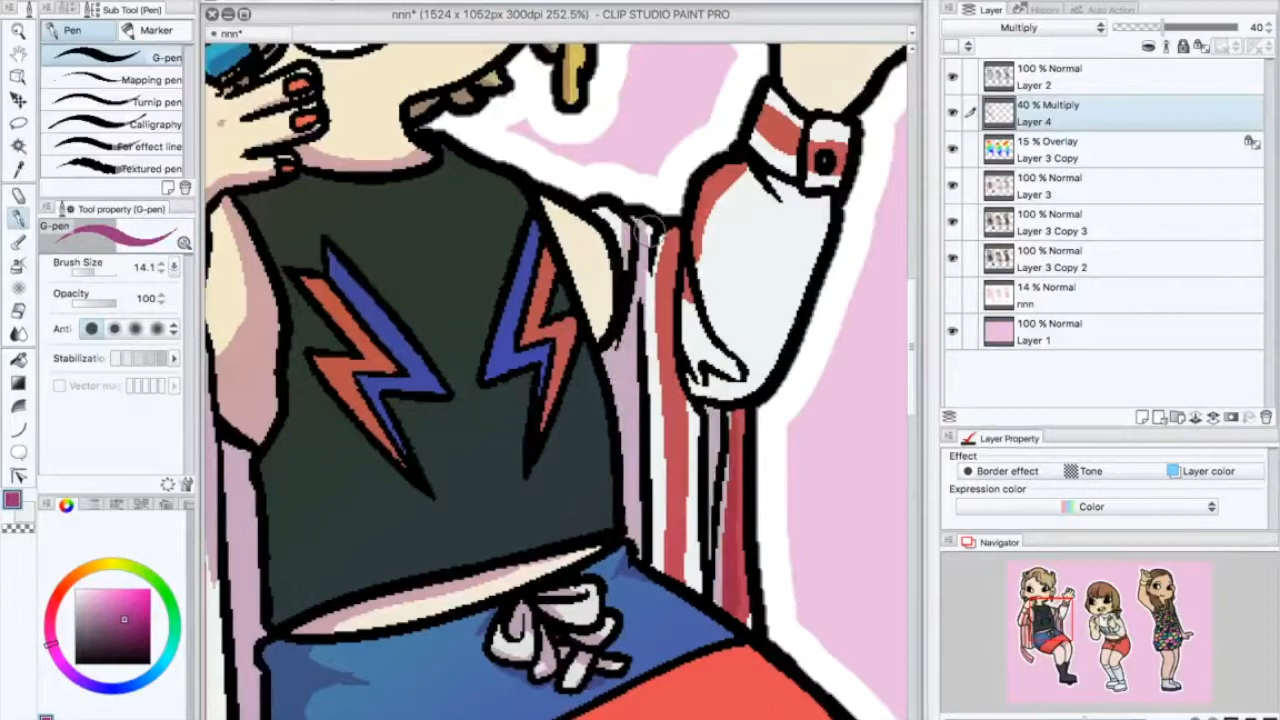 Sub Tool (Pen)
nnn* (1524 x 1052px 300dpi 252.5%) - CLIP STUDIO PAINT PRO
Layer
History
Auto Action
Pen
Marker
nnn*
Multiply
40
G-pen
Mapping pen
Turnip pen
Calligraphy
For effect line
Textured pen
100 % Normal
Layer 2
40 % Multiply
Layer 4
15 % Overlay
Layer 3 Copy
100 % Normal
Layer 3
100 % Normal
Layer 3 Copy 3
100 % Normal
Layer 3 Copy 2
14 % Normal
nnn
100 % Normal
Layer 1
Tool property (G-pen)
G-pen
Brush Size
14.1
Opacity
100
Anti
Stabilizatio
Vector ma
Layer Property
Effect
Border effect
Tone
Layer color
Expression color
Color
Navigator